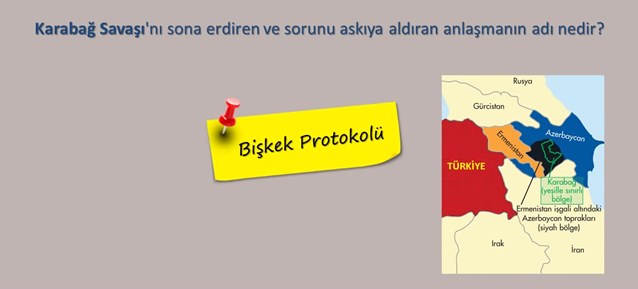 Karabağ Savaşı'nı sona erdiren ve sorunu askıya aldıran anlaşmanın adı nedir?
Bişkek Protokolü
Rusya
Gürcistan
Azerbaycan
Ermenistan
TÜRKİYE
Karabağ
(yeşille sınırlı
bölge)
Ermenistan işgali altındaki
Azerbaycan toprakları
(siyah bölge)
Irak
İran